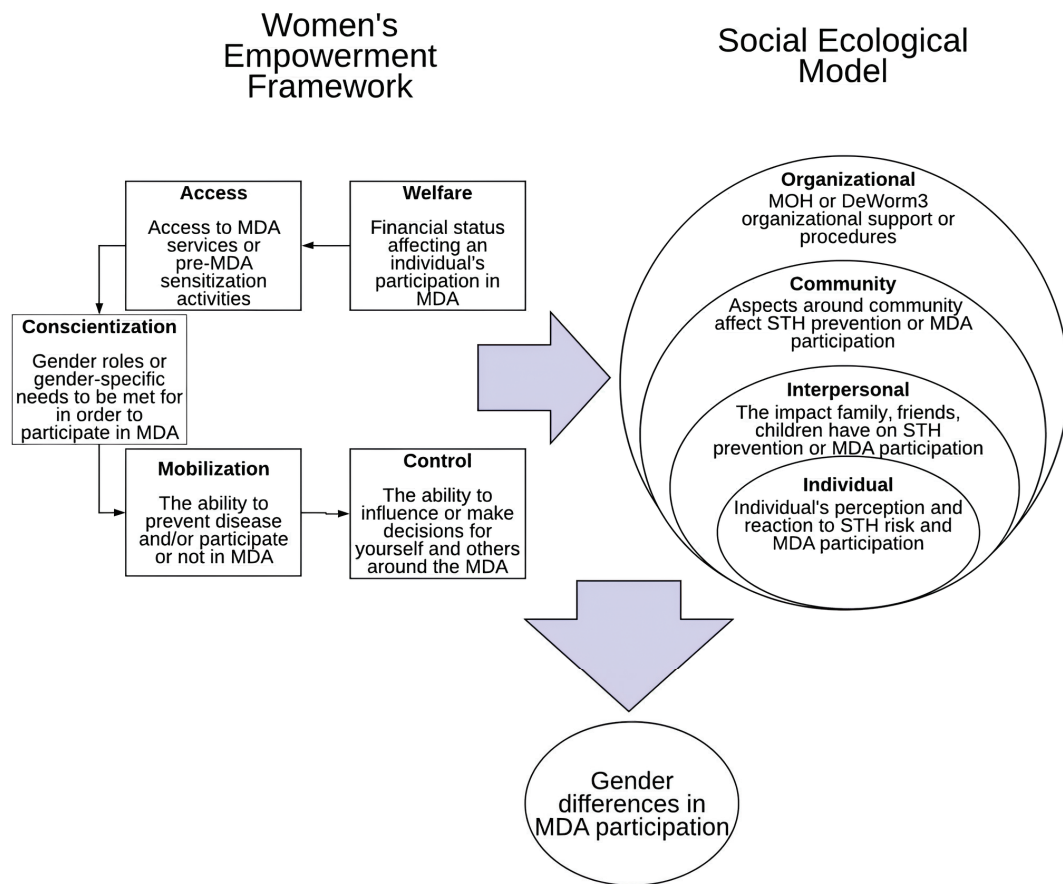 Women's
Empowerment
Framework
Social Ecological
Model
Access
Access to MDA
services or
pre-MDA
sensitization
activities
Welfare
Financial status
affecting an
individual's
participation in
MDA
Conscientization
Gender roles or
gender-specific
needs to be met for
in order to
participate in MDA
Mobilization
The ability to
prevent disease
and/or participate
or not in MDA
Control
The ability to
influence or make
decisions for
yourself and others
around the MDA
Organizational
MOH or DeWorm3
organizational support or
procedures
Community
Aspects around community
affect STH prevention or MDA
participation
Interpersonal
The impact family, friends,
children have on STH
prevention or MDA participation
Individual
Individual's perception and
reaction to STH risk and
MDA participation
Gender
differences in
MDA participation